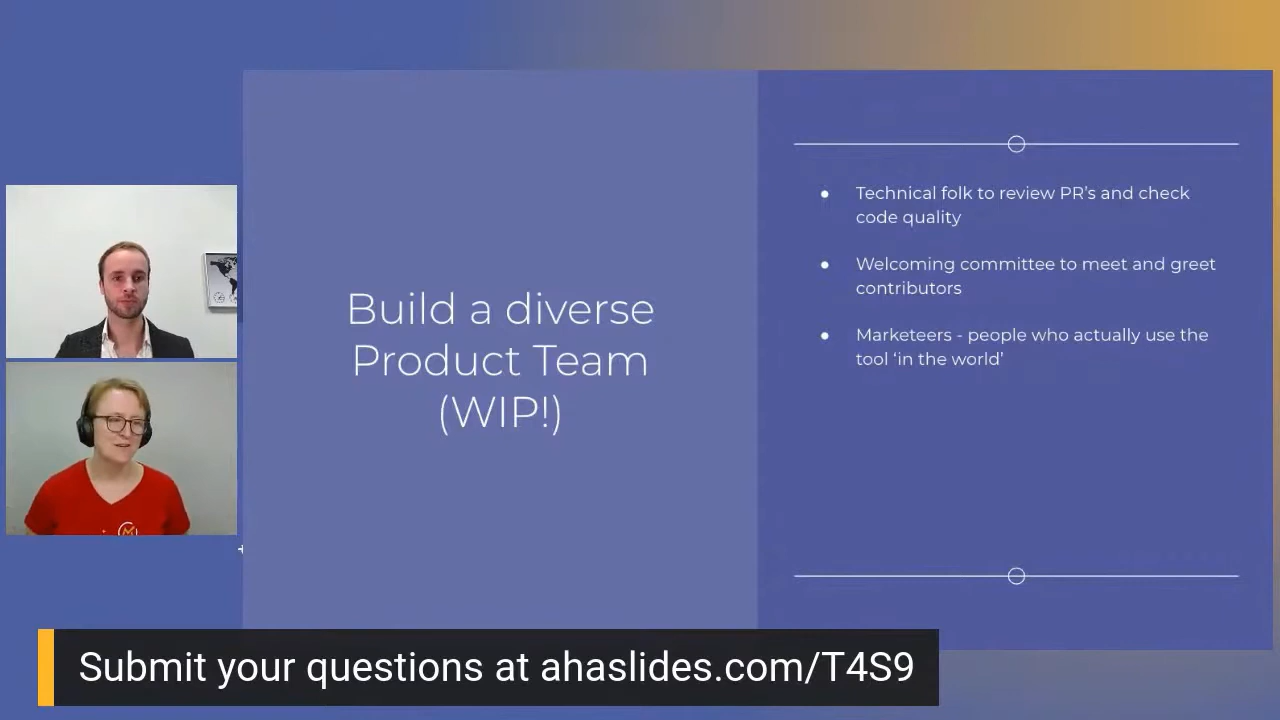 Build a diverse
Product Team
(WIP!)
● Technical folk to review PR’s and check
code quality
● Welcoming committee to meet and greet
contributors
● Marketeers - people who actually use the
tool ‘in the world’
Submit your questions at ahaslides.com/T4S9